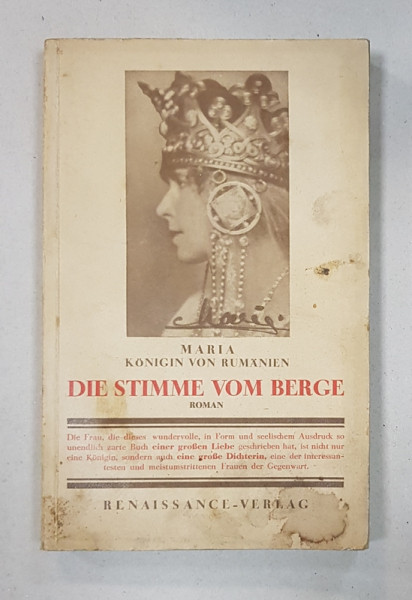 Maria
MARIA
KÖNIGIN VON RUMÄNIEN
DIE STIMME VOM BERGE
ROMAN
Die Frau, die dieses wundervolle, in Form und seelischem Ausdruck so
unendlich zarte Buch einer großen Liebe geschrieben hat, ist nicht nur
eine Königin, sondern auch eine große Dichterin, eine der interessan-
testen und meistumstrittenen Frauen der Gegenwart.
RENAISSANCE-VERLAG